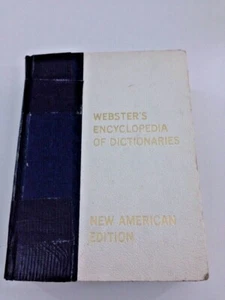 WEBSTER'S
ENCYCLOPEDIA
OF DICTIONARIES
NEW AMERICAN
EDITION